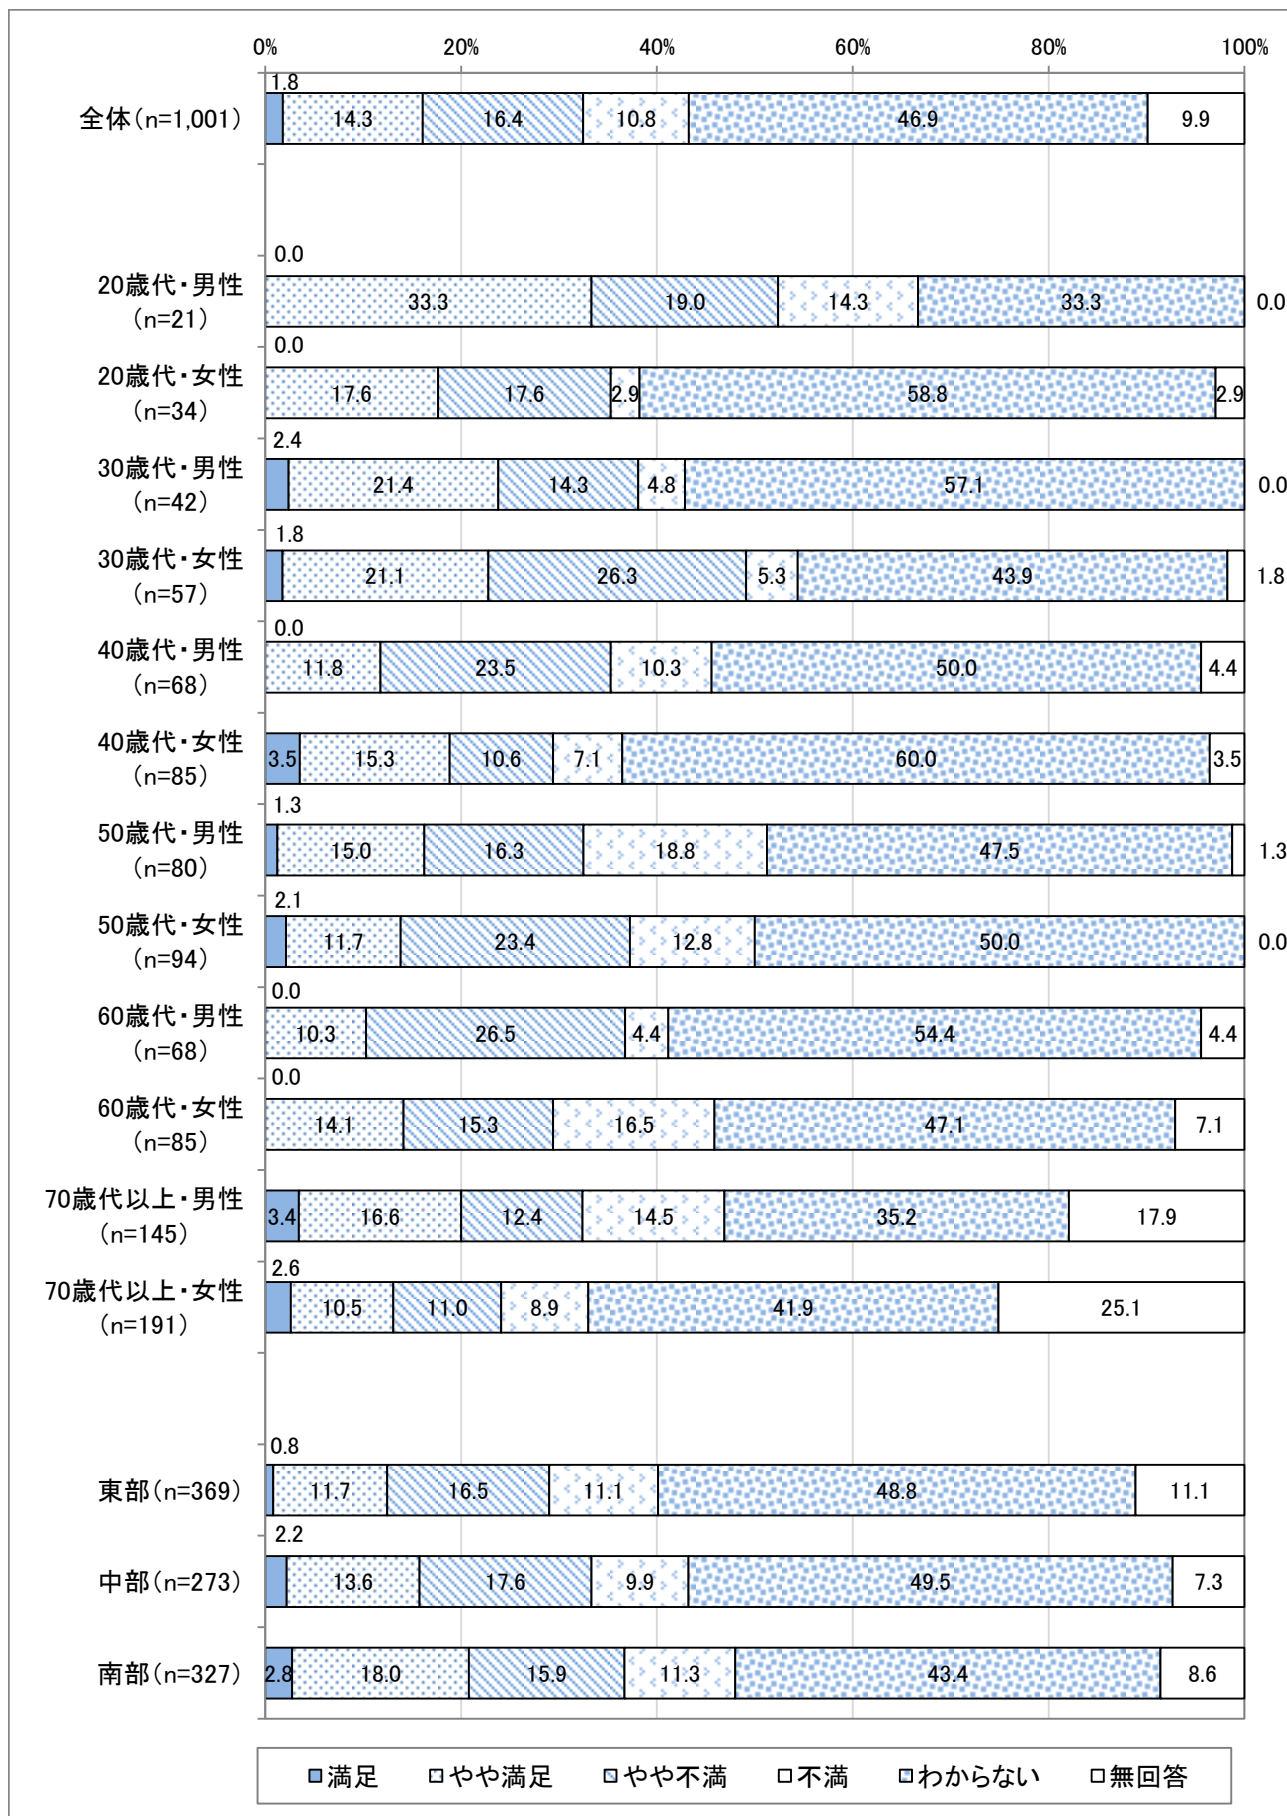 0% 20% 40% 60% 80% 100%
1.8
全体(n=1,001) 14.3 16.4 10.8 46.9 9.9
0.0
20歳代・男性
(n=21)
33.3 19.0 14.3 33.3 0.0
0.0
20歳代・女性
(n=34)
17.6 17.6 2.9 58.8 2.9
2.4
30歳代・男性
(n=42)
21.4 14.3 4.8 57.1 0.0
1.8
30歳代・女性
(n=57)
21.1 26.3 5.3 43.9 1.8
0.0
40歳代・男性
(n=68)
11.8 23.5 10.3 50.0 4.4
40歳代・女性
(n=85)
3.5 15.3 10.6 7.1 60.0 3.5
1.3
50歳代・男性
(n=80)
15.0 16.3 18.8 47.5 1.3
2.1
50歳代・女性
(n=94)
11.7 23.4 12.8 50.0 0.0
0.0
60歳代・男性
(n=68)
10.3 26.5 4.4 54.4 4.4
0.0
60歳代・女性
(n=85)
14.1 15.3 16.5 47.1 7.1
70歳代以上・男性
(n=145)
3.4 16.6 12.4 14.5 35.2 17.9
2.6
70歳代以上・女性
(n=191)
10.5 11.0 8.9 41.9 25.1
0.8
東部(n=369) 11.7 16.5 11.1 48.8 11.1
2.2
中部(n=273) 13.6 17.6 9.9 49.5 7.3
南部(n=327) 2.8 18.0 15.9 11.3 43.4 8.6
満足 やや満足 やや不満 不満 わからない 無回答